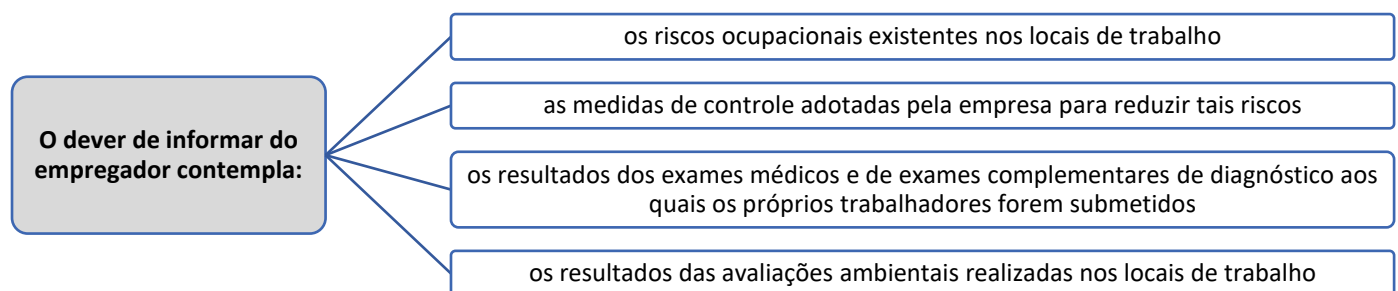 O dever de informar do
empregador contempla:
os riscos ocupacionais existentes nos locais de trabalho
as medidas de controle adotadas pela empresa para reduzir tais riscos
os resultados dos exames médicos e de exames complementares de diagnóstico aos
quais os próprios trabalhadores forem submetidos
os resultados das avaliações ambientais realizadas nos locais de trabalho